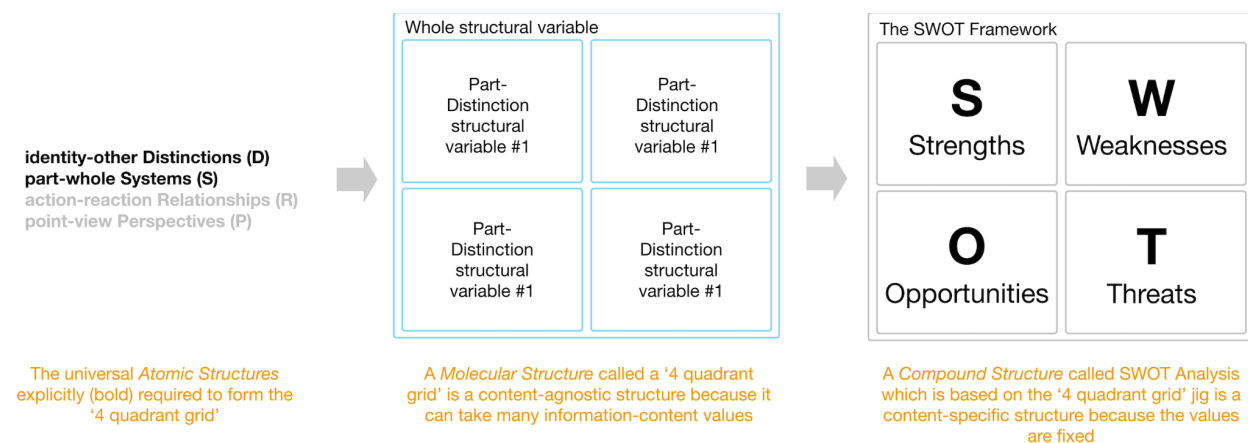 identity-other Distinctions (D)
part-whole Systems (S)
action-reaction Relationships (R)
point-view Perspectives (P)
The universal Atomic Structures
explicitly (bold) required to form the
‘4 quadrant grid’
Whole structural variable
Part-
Distinction
structural
variable #1
Part-
Distinction
structural
variable #1
Part-
Distinction
structural
variable #1
Part-
Distinction
structural
variable #1
A Molecular Structure called a ‘4 quadrant
grid’ is a content-agnostic structure because it
can take many information-content values
The SWOT Framework
S
Strengths
W
Weaknesses
O
Opportunities
T
Threats
A Compound Structure called SWOT Analysis
which is based on the ‘4 quadrant grid’ jig is a
content-specific structure because the values
are fixed